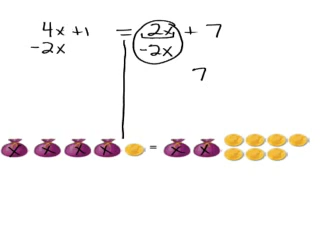 4x + 1 = 2x + 7
-2x -2x
7
x x x x = x x